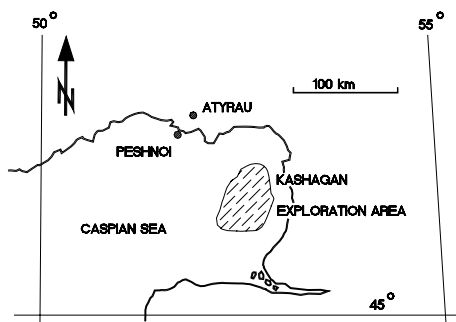 50°
55°
N
100 km
ATYRAU
PESHNOI
KASHAGAN
EXPLORATION AREA
CASPIAN SEA
45°